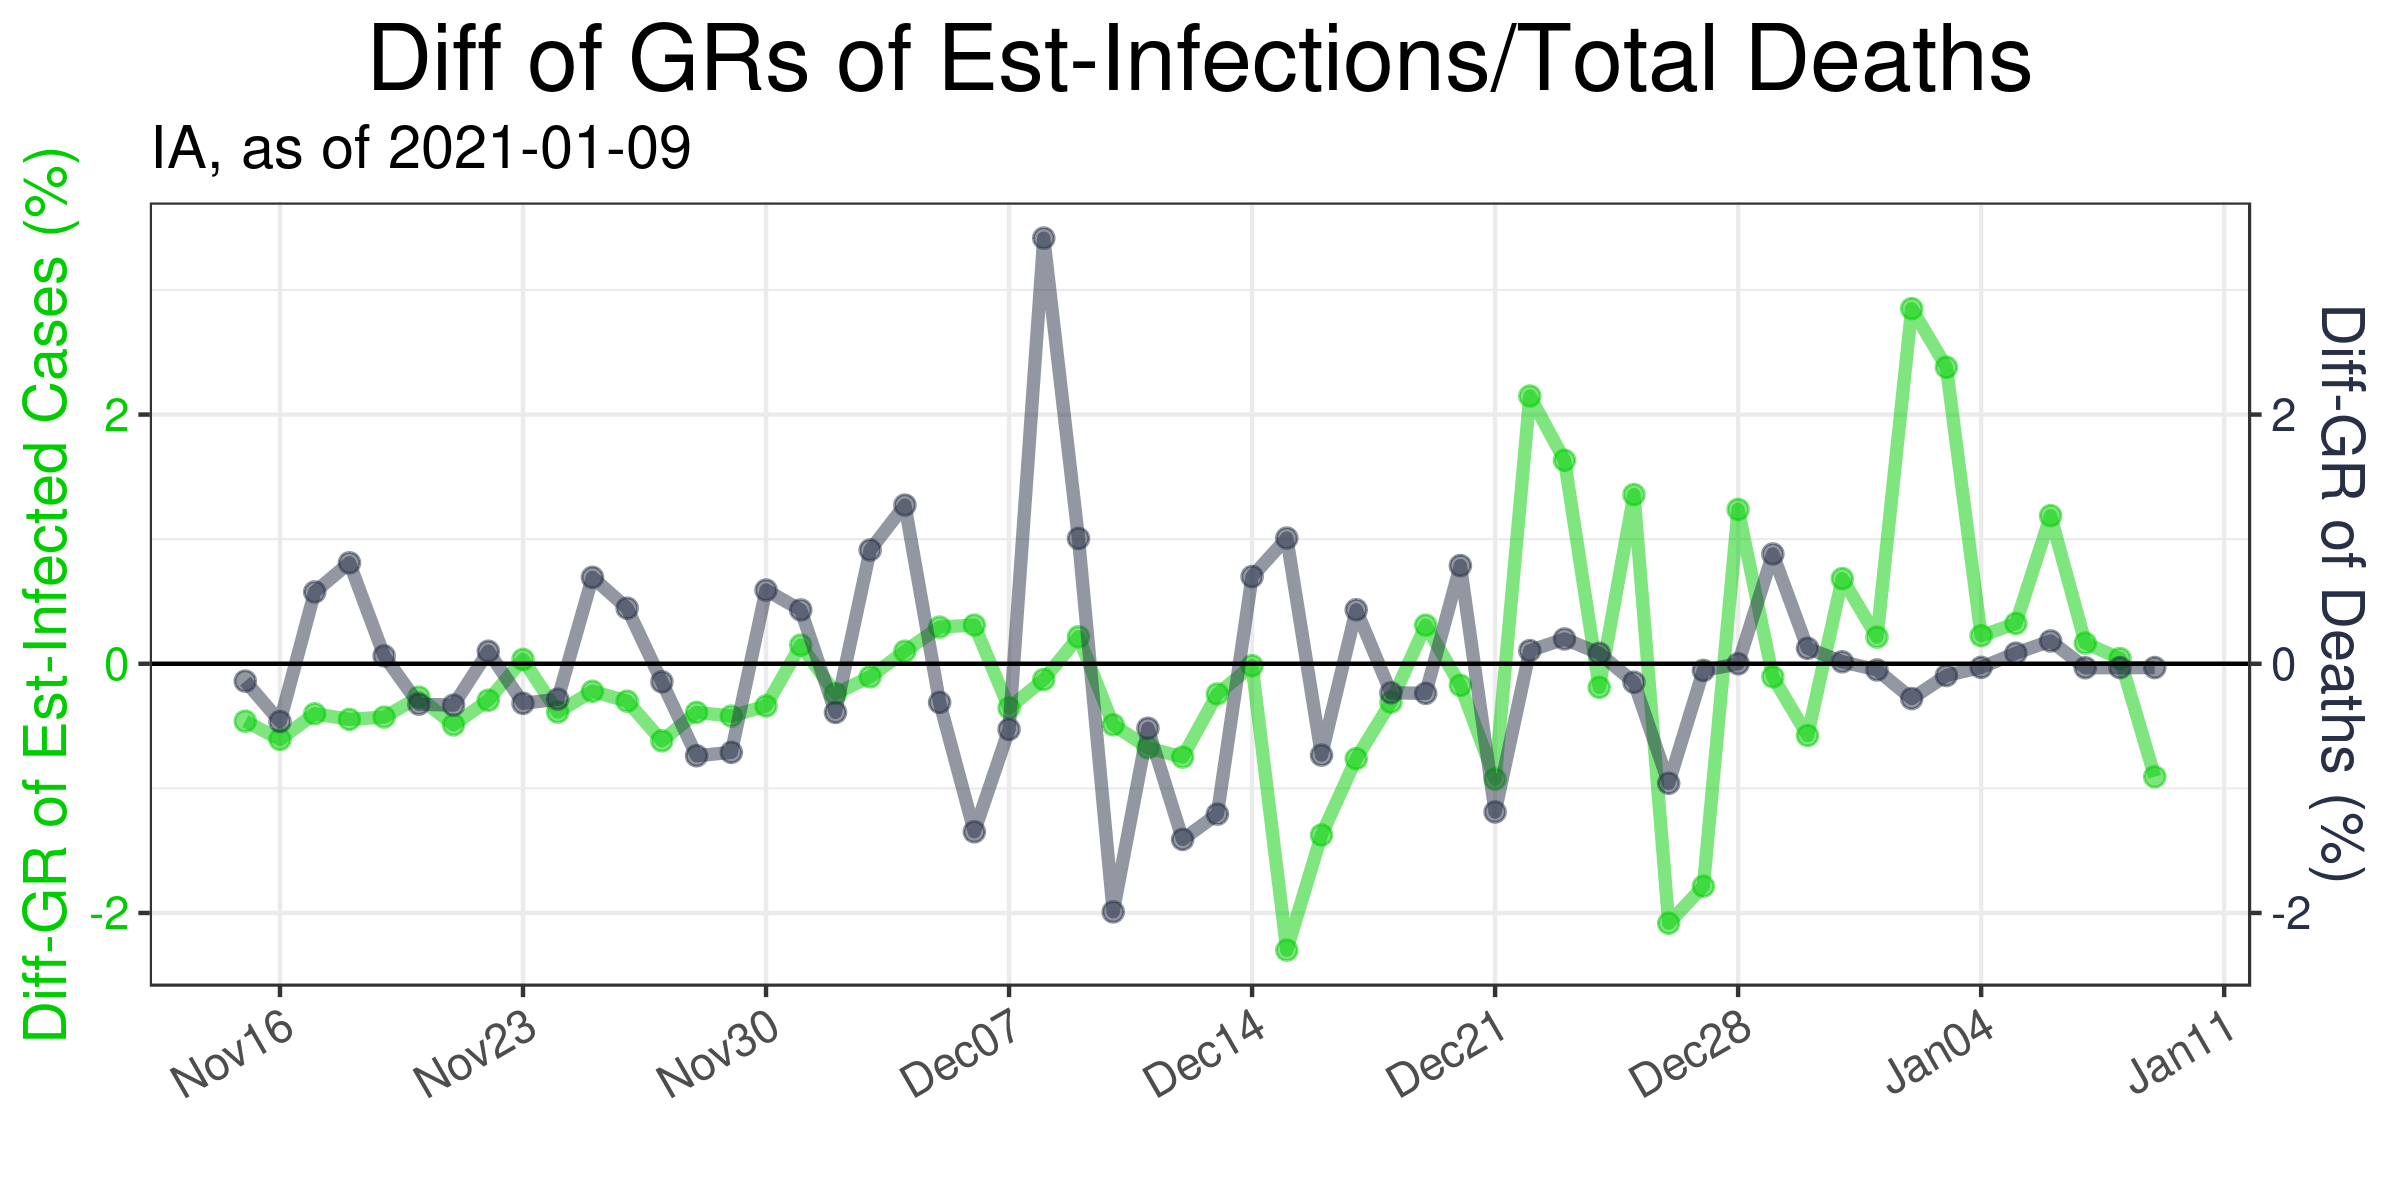 Diff of GRs of Est-Infections/Total Deaths
IA, as of 2021-01-09
Diff-GR of Est-Infected Cases (%)
2
0
-2
2
0
-2
Diff-GR of Deaths (%)
Nov16
Nov23
Nov30
Dec07
Dec14
Dec21
Dec28
Jan04
Jan11